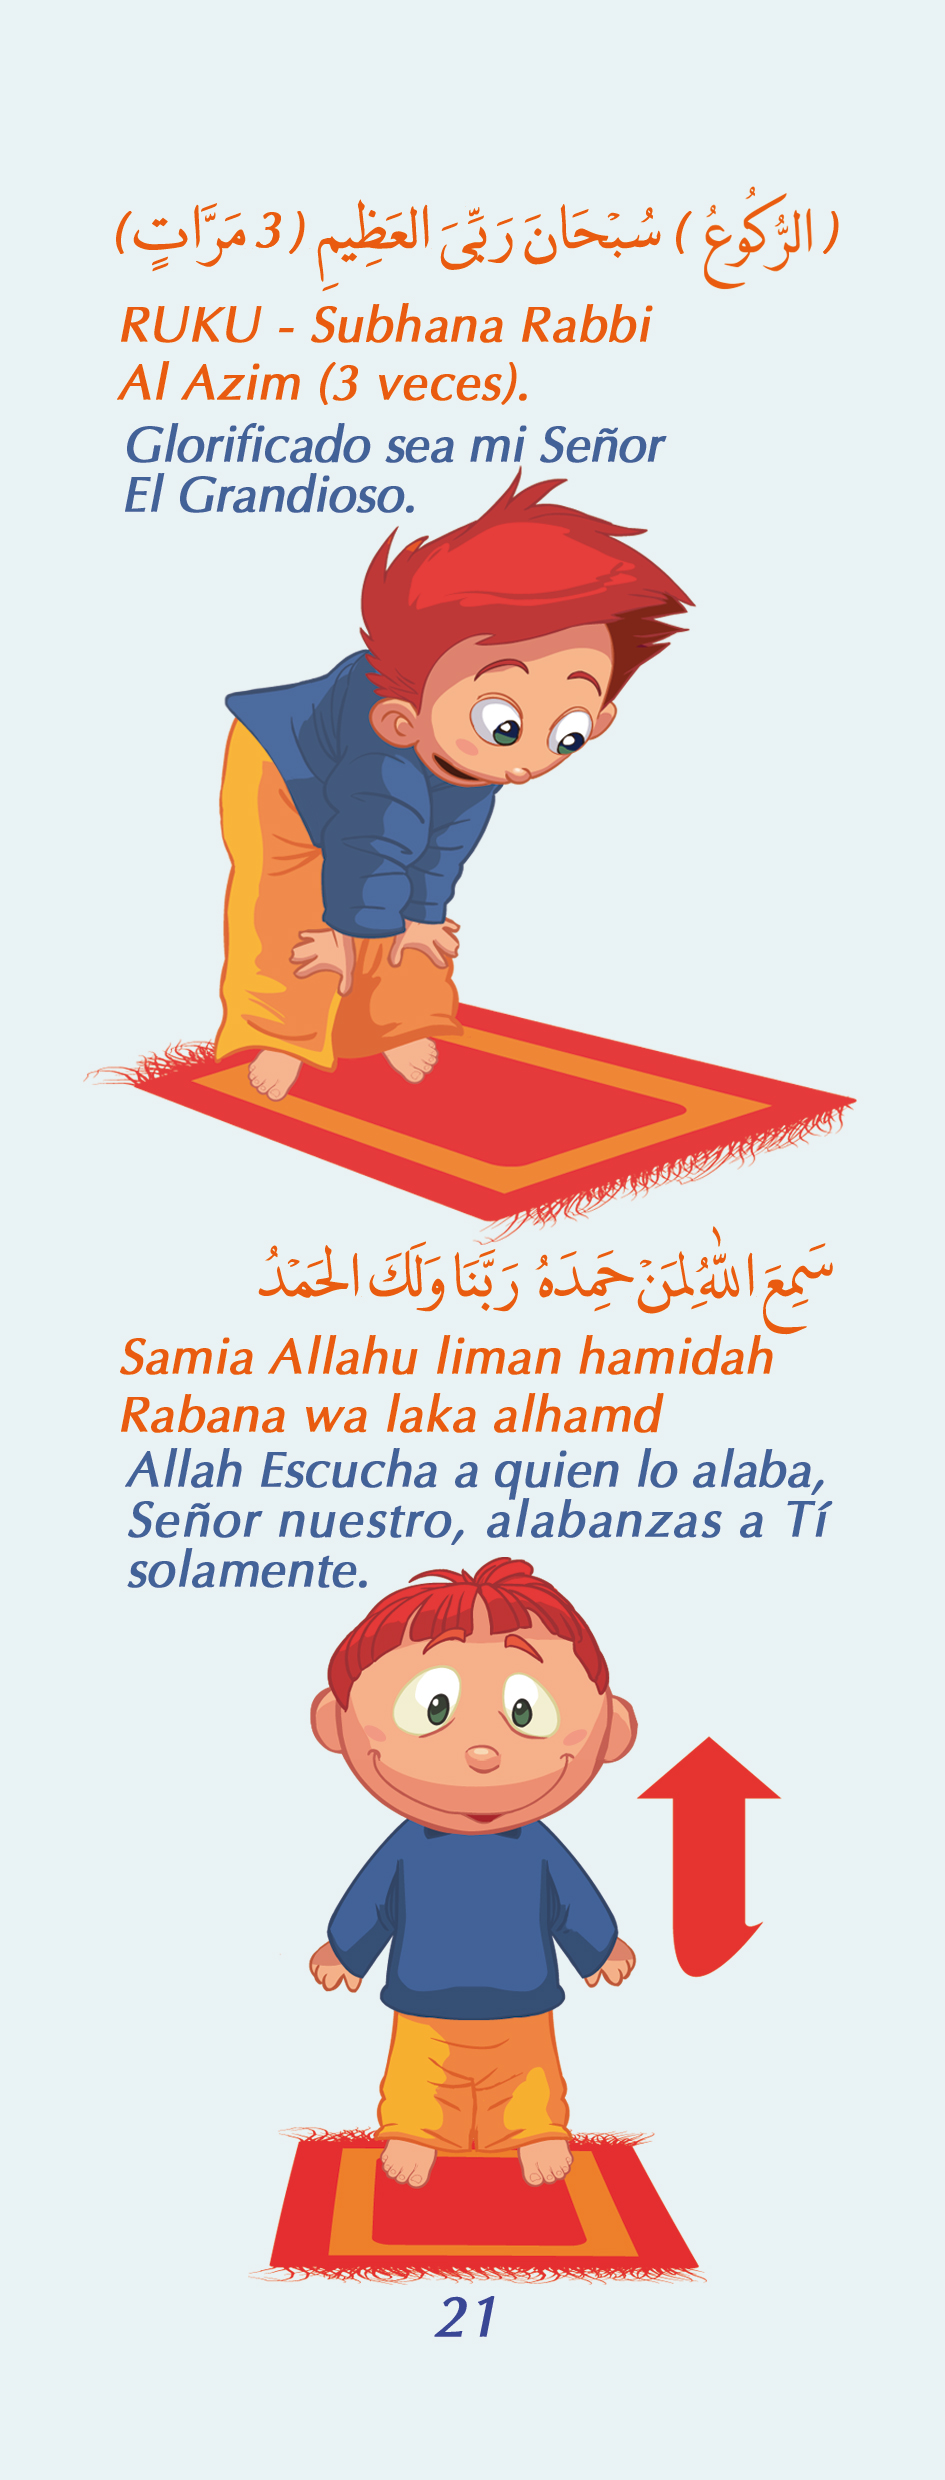 ( الرُّكُوعُ ) سُبْحَانَ رَبِّىَ العَظِيمِ (3 مَرَّاتٍ)
RUKU - Subhana Rabbi
Al Azim (3 veces).
Glorificado sea mi Señor
El Grandioso.
سَمِعَ اللّٰهُ لِمَنْ حَمِدَهُ رَبَّنَا وَلَكَ الحَمْدُ
Samia Allahu liman hamidah
Rabana wa laka alhamd
Allah Escucha a quien lo alaba,
Señor nuestro, alabanzas a Tí
solamente.
21